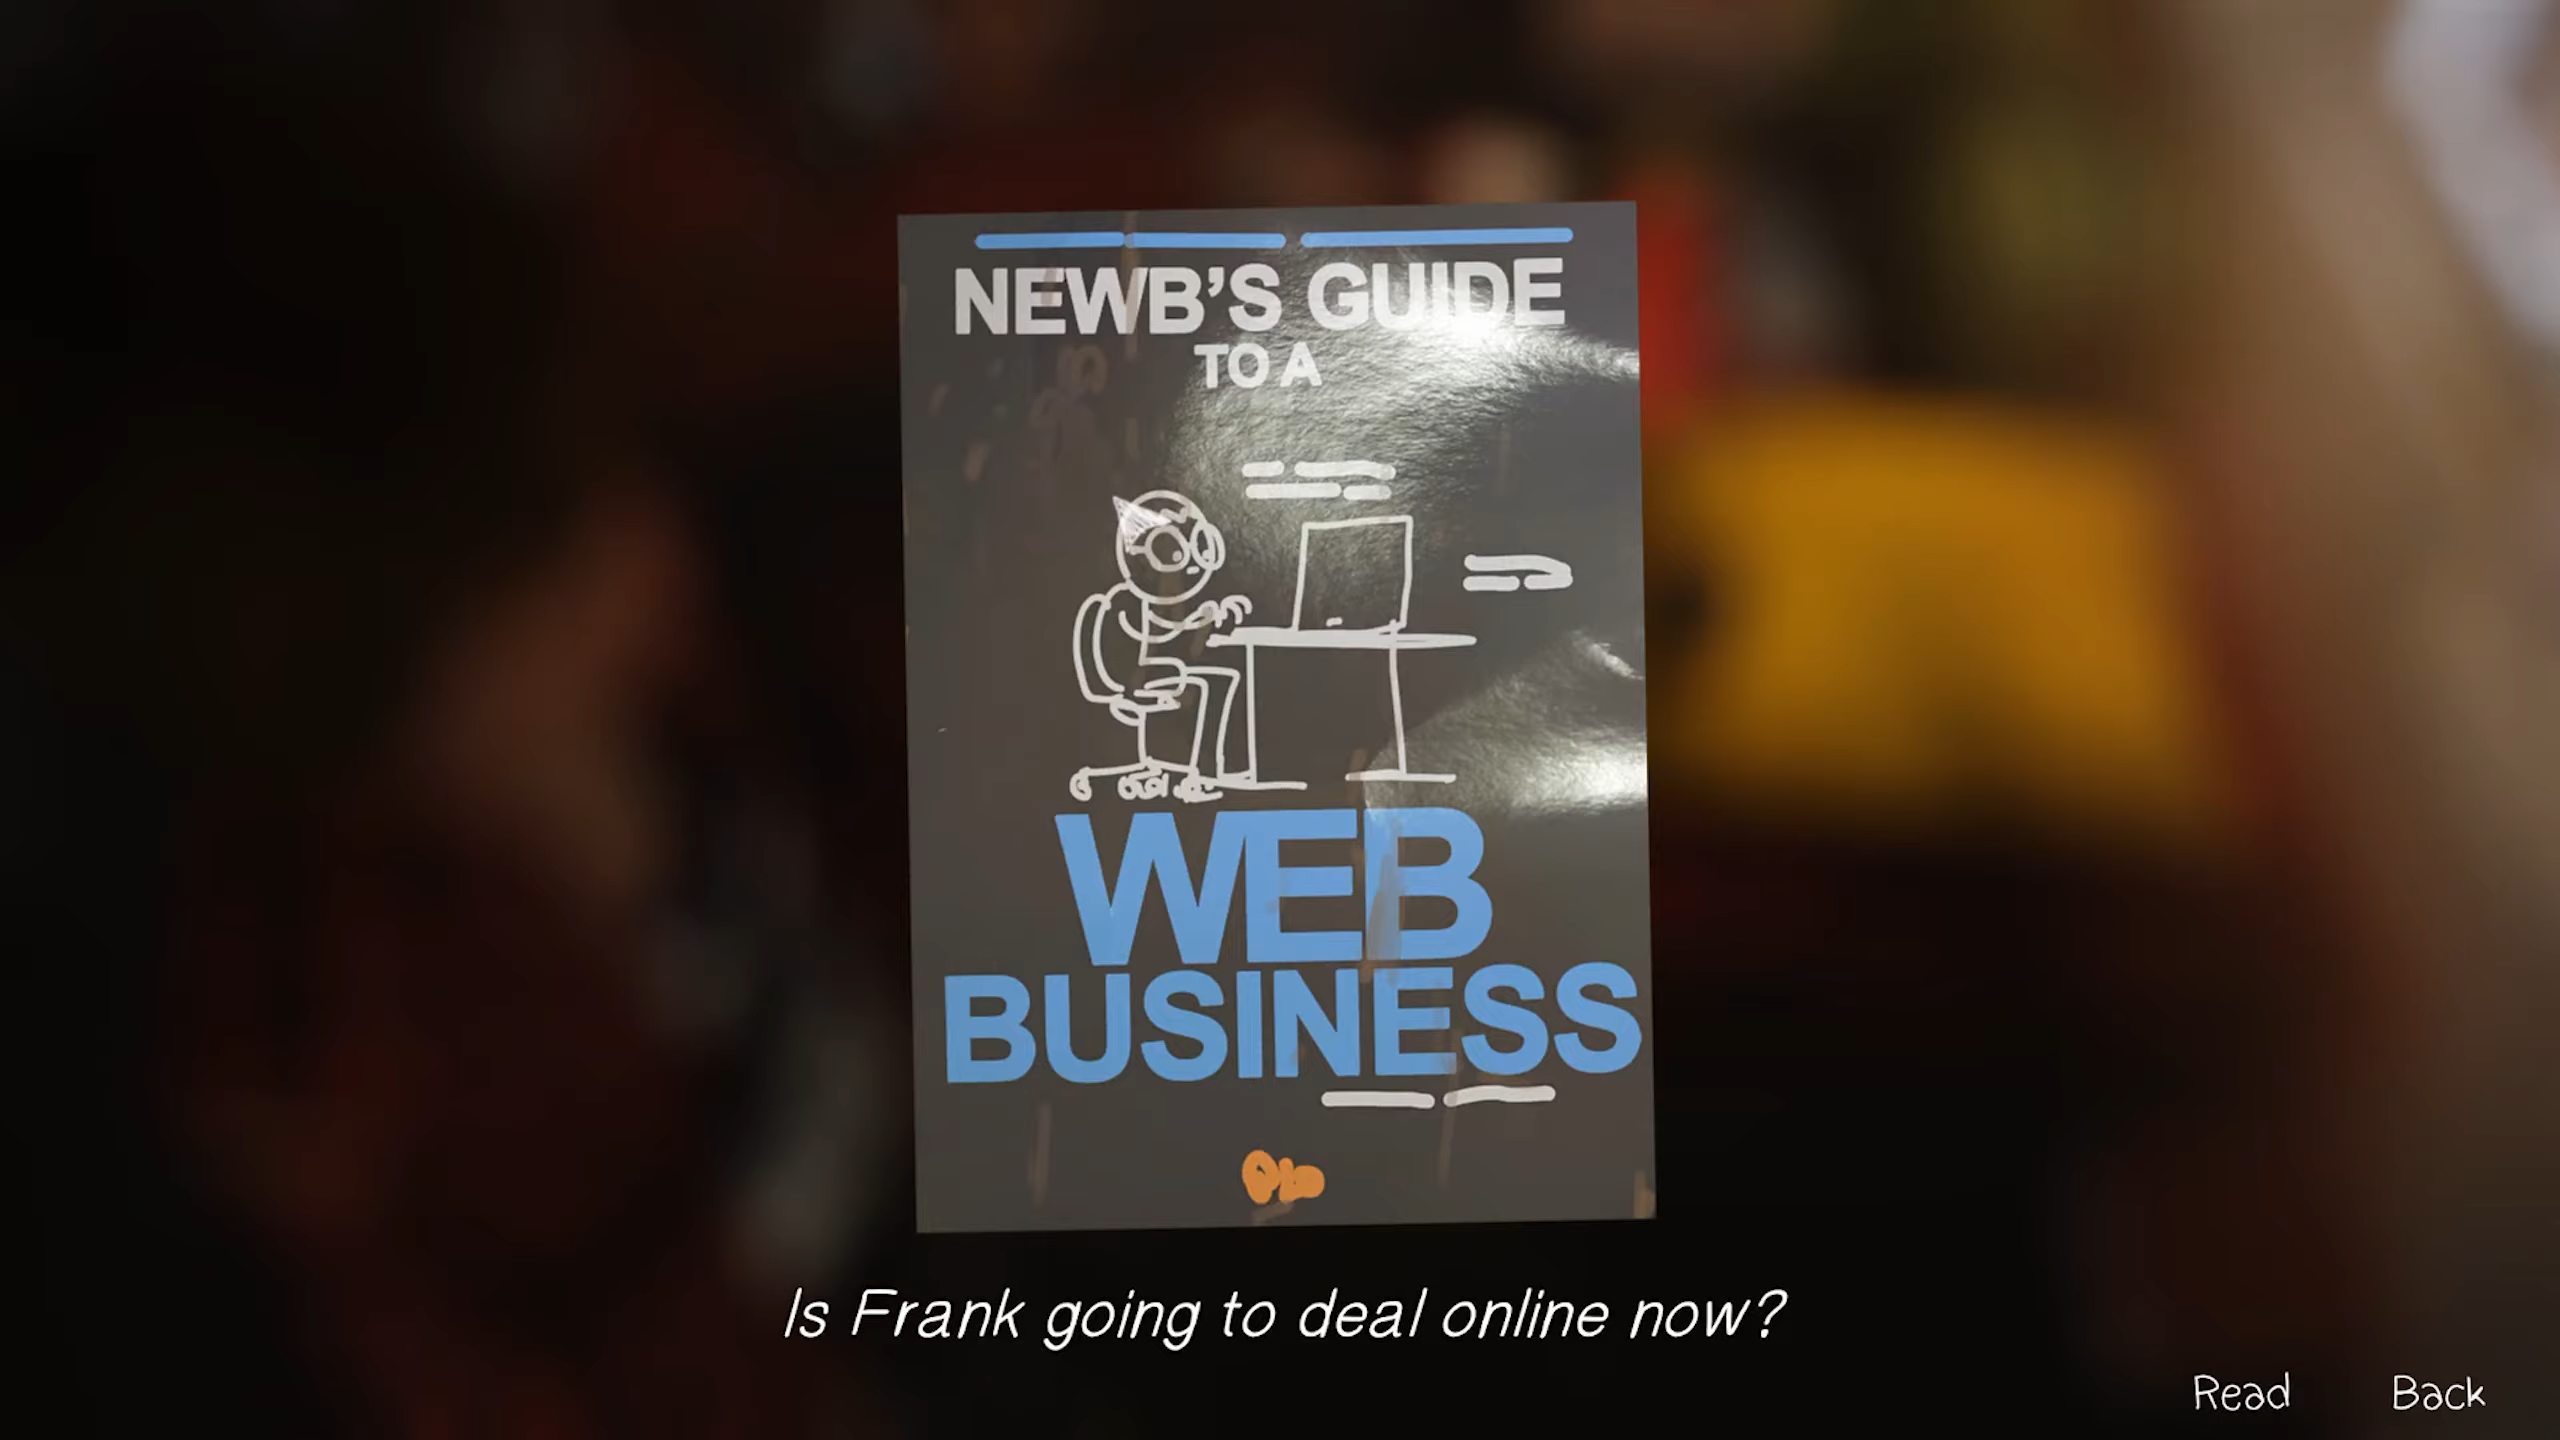 NEWB'S GUIDE
TO A
WEB
BUSINESS
Is Frank going to deal online now?
Read
Back